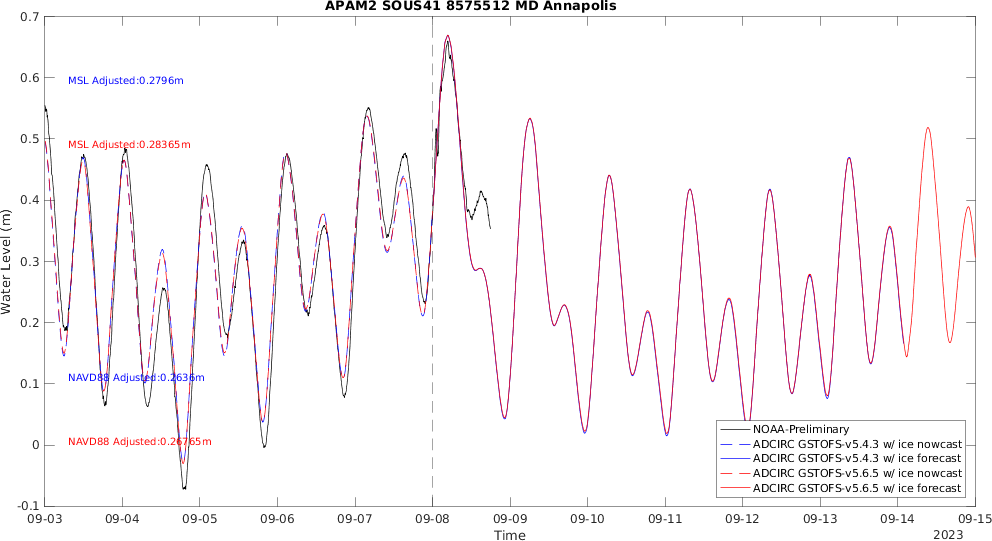 APAM2 SOUS41 8575512 MD Annapolis
0.7
0.6
0.5
0.4
0.3
0.2
0.1
0
-0.1
Water Level (m)
MSL Adjusted:0.2796m
MSL Adjusted:0.28365m
NAVD88 Adjusted:0.2636m
NAVD88 Adjusted:0.26765m
NOAA-Preliminary
ADCIRC GSTOFS-v5.4.3 w/ ice nowcast
ADCIRC GSTOFS-v5.4.3 w/ ice forecast
ADCIRC GSTOFS-v5.6.5 w/ ice nowcast
ADCIRC GSTOFS-v5.6.5 w/ ice forecast
09-03 09-04 09-05 09-06 09-07 09-08 09-09 09-10 09-11 09-12 09-13 09-14 09-15
Time
2023